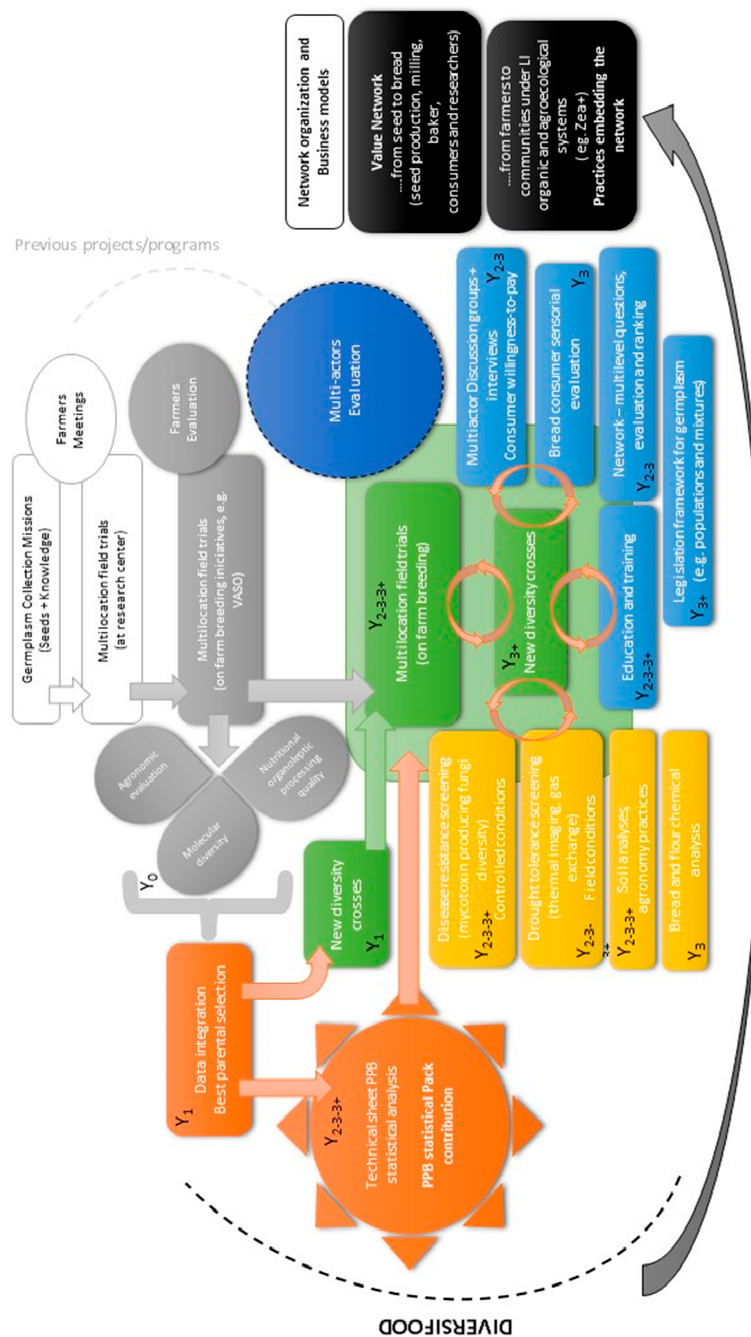 Germplasm Collection Missions
(Seeds +Knowledge)
Multilocation field trials
(at research center)
Farmers
Meetings
Previous projects/programs
Multilocation field trials
(on farm breeding initiatives, e.g.
VASO)
Farmers
Evaluation
Agronomic
evaluation
Molecular
diversity
Nutritional
organoleptic
processing
quality
Y0
Y1
Data integration
Best parental selection
New diversity
crosses
Y1
Y2-3-3+
Technical sheet PPB
statistical analysis
PPB statistical Pack
contribution
Y2-3-3+
Multilocation field trials
(on farm breeding)
Multi-actors
Evaluation
Y3+
New diversity crosses
Disease resistance screening
(mycotoxin producing fungi
diversity)
Controlled conditions
Y2-3-3+
Drought tolerance screening
(thermal imaging, gas
exchange)
Field conditions
Y2-3-
3+
Soil analyses,
agronomy practices
Y2-3-3+
Bread and flour chemical
analysis
Y3
Education and training
Y2-3-3+
Multiactor Discussion groups +
interviews
Consumer willingness-to-pay
Y2-3
Bread consumer sensorial
evaluation
Y3
Network – multilevel questions,
evaluation and ranking
Y2-3
Legislation framework for germplasm
(e.g. populations and mixtures)
Y3+
Network organization and
Business models
Value Network
....from seed to bread
(seed production, milling,
baker,
consumers and researchers)
....from farmers to
communities under LI
organic and agroecological
systems
( eg. Zea+)
Practices embedding the
network
DIVERSIFOOD